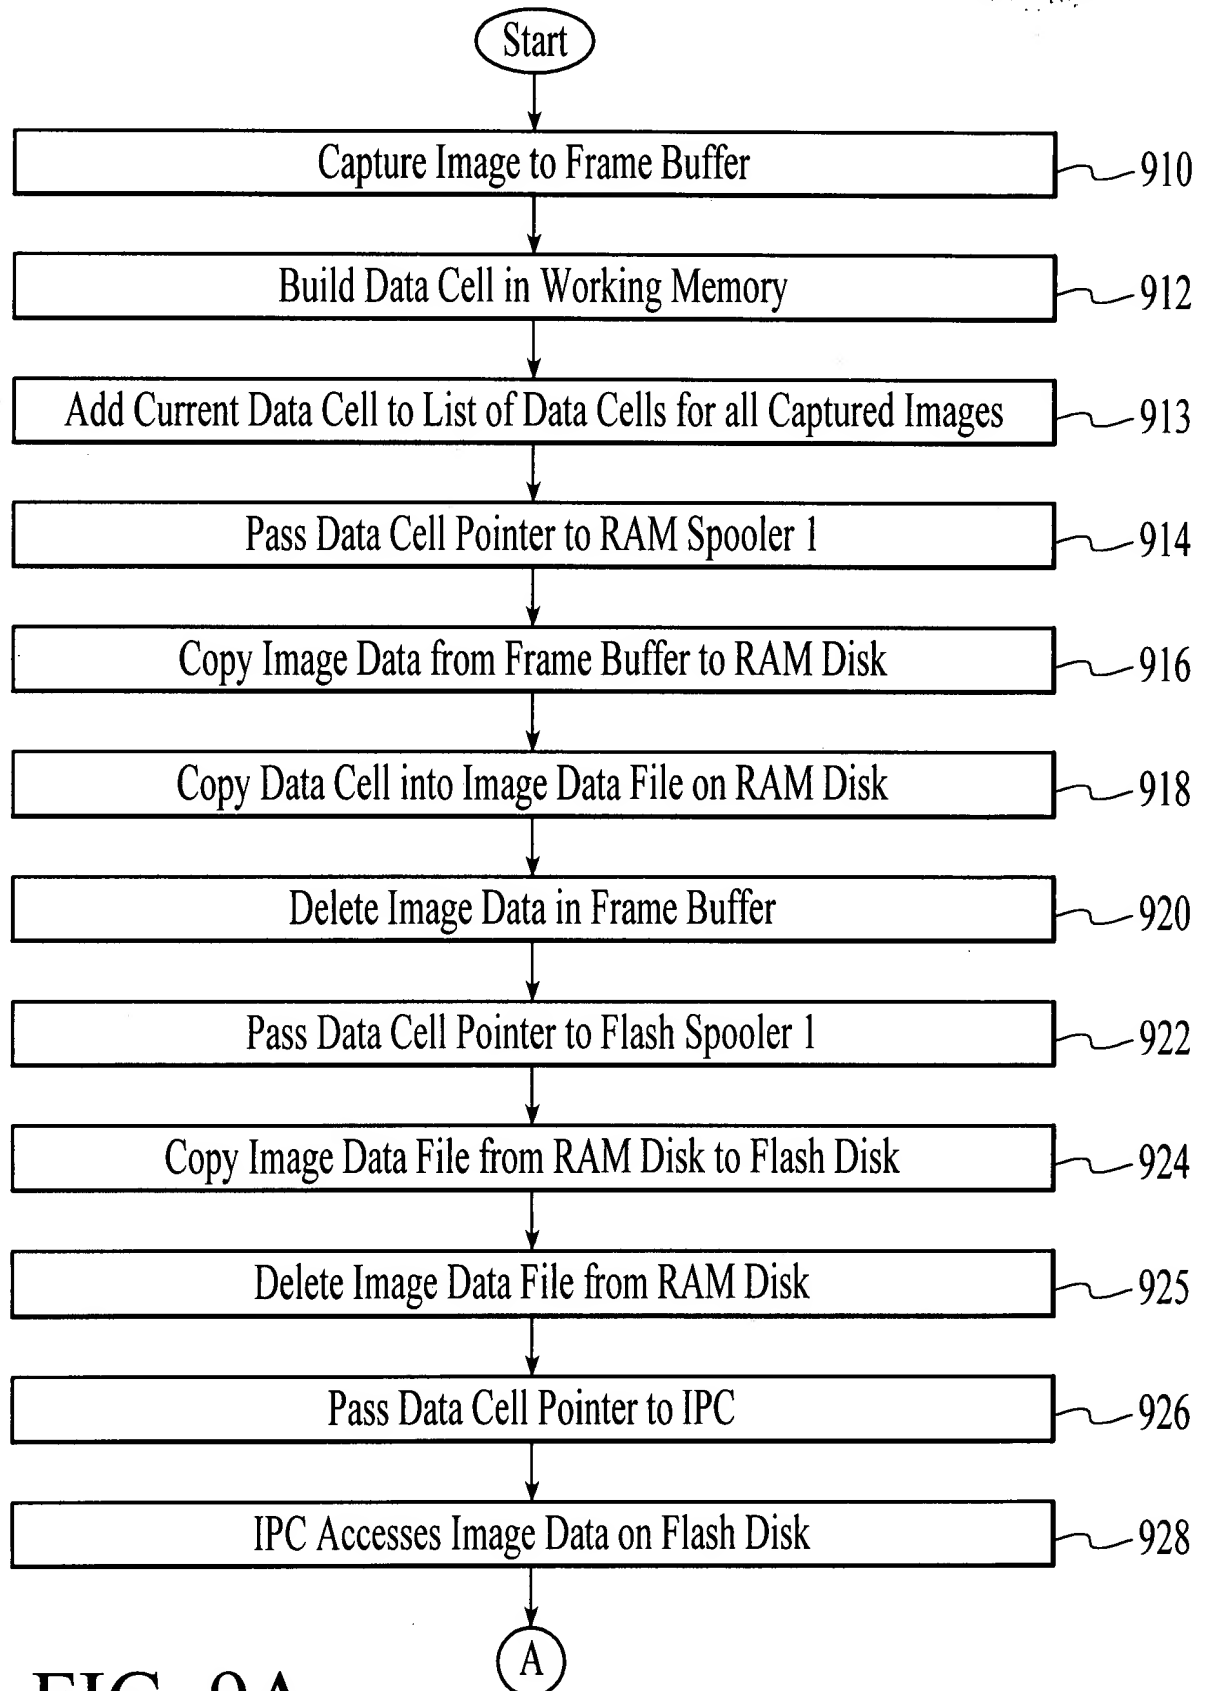 Start
Capture Image to Frame Buffer
910
Build Data Cell in Working Memory
912
Add Current Data Cell to List of Data Cells for all Captured Images
913
Pass Data Cell Pointer to RAM Spooler 1
914
Copy Image Data from Frame Buffer to RAM Disk
916
Copy Data Cell into Image Data File on RAM Disk
918
Delete Image Data in Frame Buffer
920
Pass Data Cell Pointer to Flash Spooler 1
922
Copy Image Data File from RAM Disk to Flash Disk
924
Delete Image Data File from RAM Disk
925
Pass Data Cell Pointer to IPC
926
IPC Accesses Image Data on Flash Disk
928
A
FIG. 9A